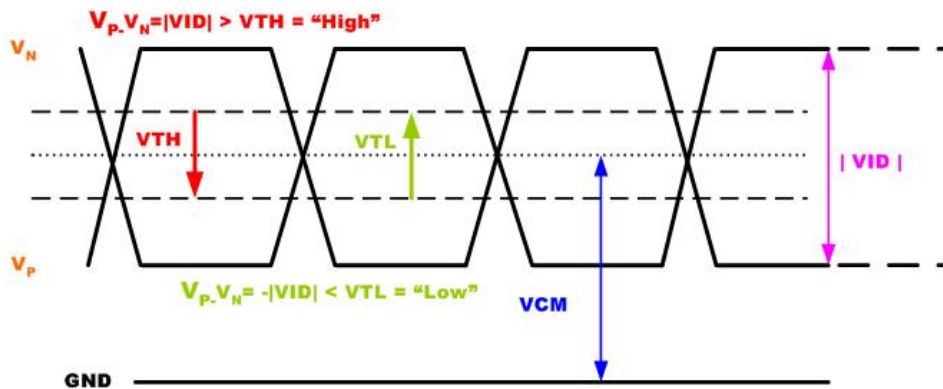 VP-VN=|VID| > VTH = “High”
VN
VTH
VTL
| VID |
VP
VP-VN= -|VID| < VTL = “Low”
VCM
GND